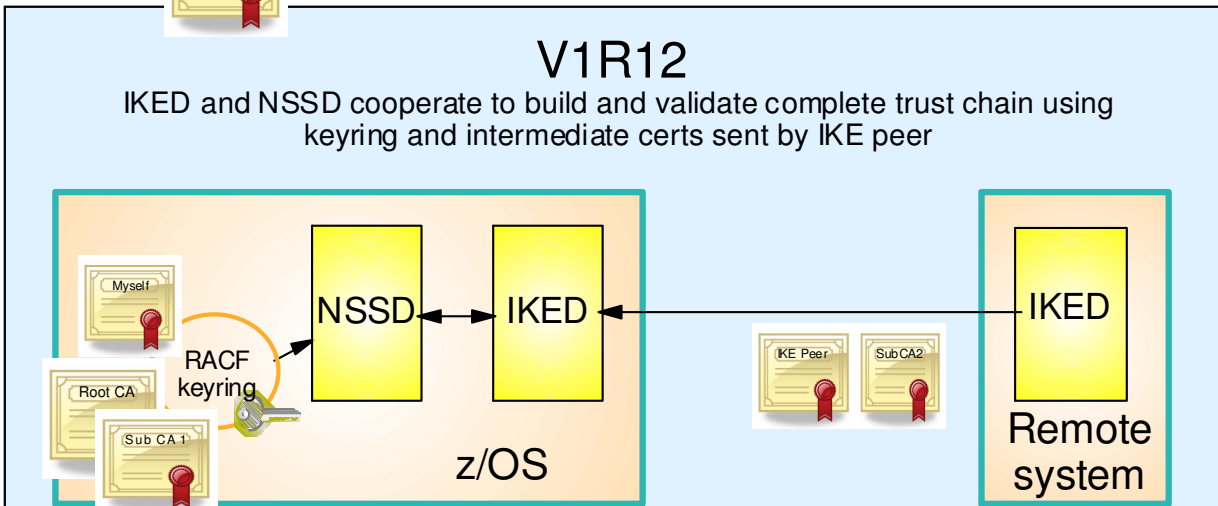 V1R12
IKED and NSSD cooperate to build and validate complete trust chain using
keyring and intermediate certs sent by IKE peer
Myself
NSSD
IKED
IKED
RACF
keyring
IKE Peer
SubCA2
Root CA
Sub CA 1
z/OS
Remote
system